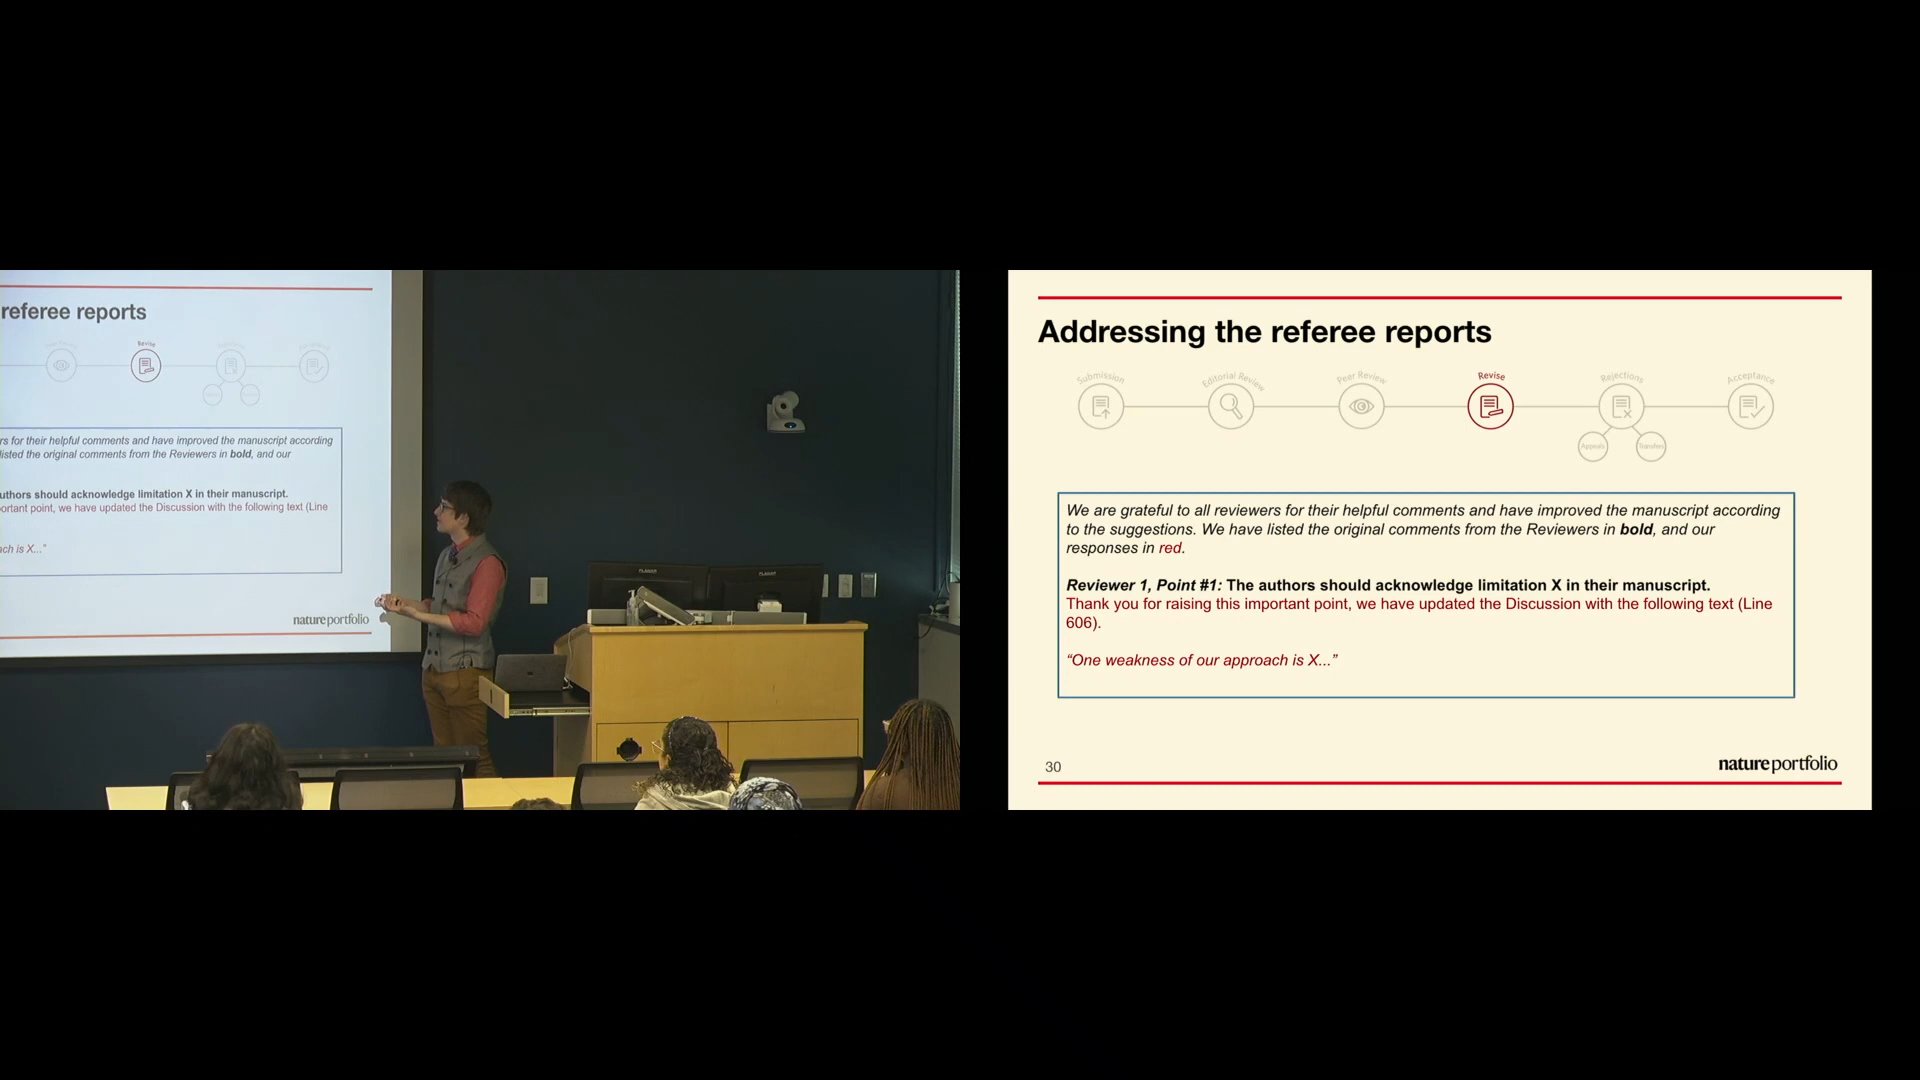 referee reports
Revise
rs for their helpful comments and have improved the manuscript according
listed the original comments from the Reviewers in bold, and our
uthors should acknowledge limitation X in their manuscript.
ortant point, we have updated the Discussion with the following text (Line
ach is X..."
nature portfolio
Addressing the referee reports
Submission
Editorial Review
Peer Review
Revise
Rejections
Acceptance
Appeals
Transfers
We are grateful to all reviewers for their helpful comments and have improved the manuscript according
to the suggestions. We have listed the original comments from the Reviewers in bold, and our
responses in red.
Reviewer 1, Point #1: The authors should acknowledge limitation X in their manuscript.
Thank you for raising this important point, we have updated the Discussion with the following text (Line
606).
“One weakness of our approach is X...”
30
nature portfolio